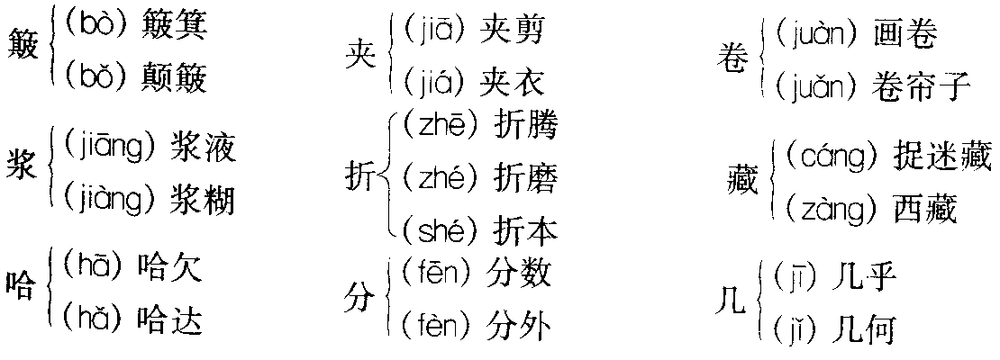 簸
(bò) 簸箕
(bǒ) 颠簸
夹
(jiā) 夹剪
(jiá) 夹衣
卷
(juàn) 画卷
(juǎn) 卷帘子
浆
(jiāng) 浆液
(jiàng) 浆糊
折
(zhē) 折腾
(zhé) 折磨
(shé) 折本
藏
(cáng) 捉迷藏
(zàng) 西藏
哈
(hā) 哈欠
(hǎ) 哈达
分
(fēn) 分数
(fèn) 分外
几
(jī) 几乎
(jǐ) 几何